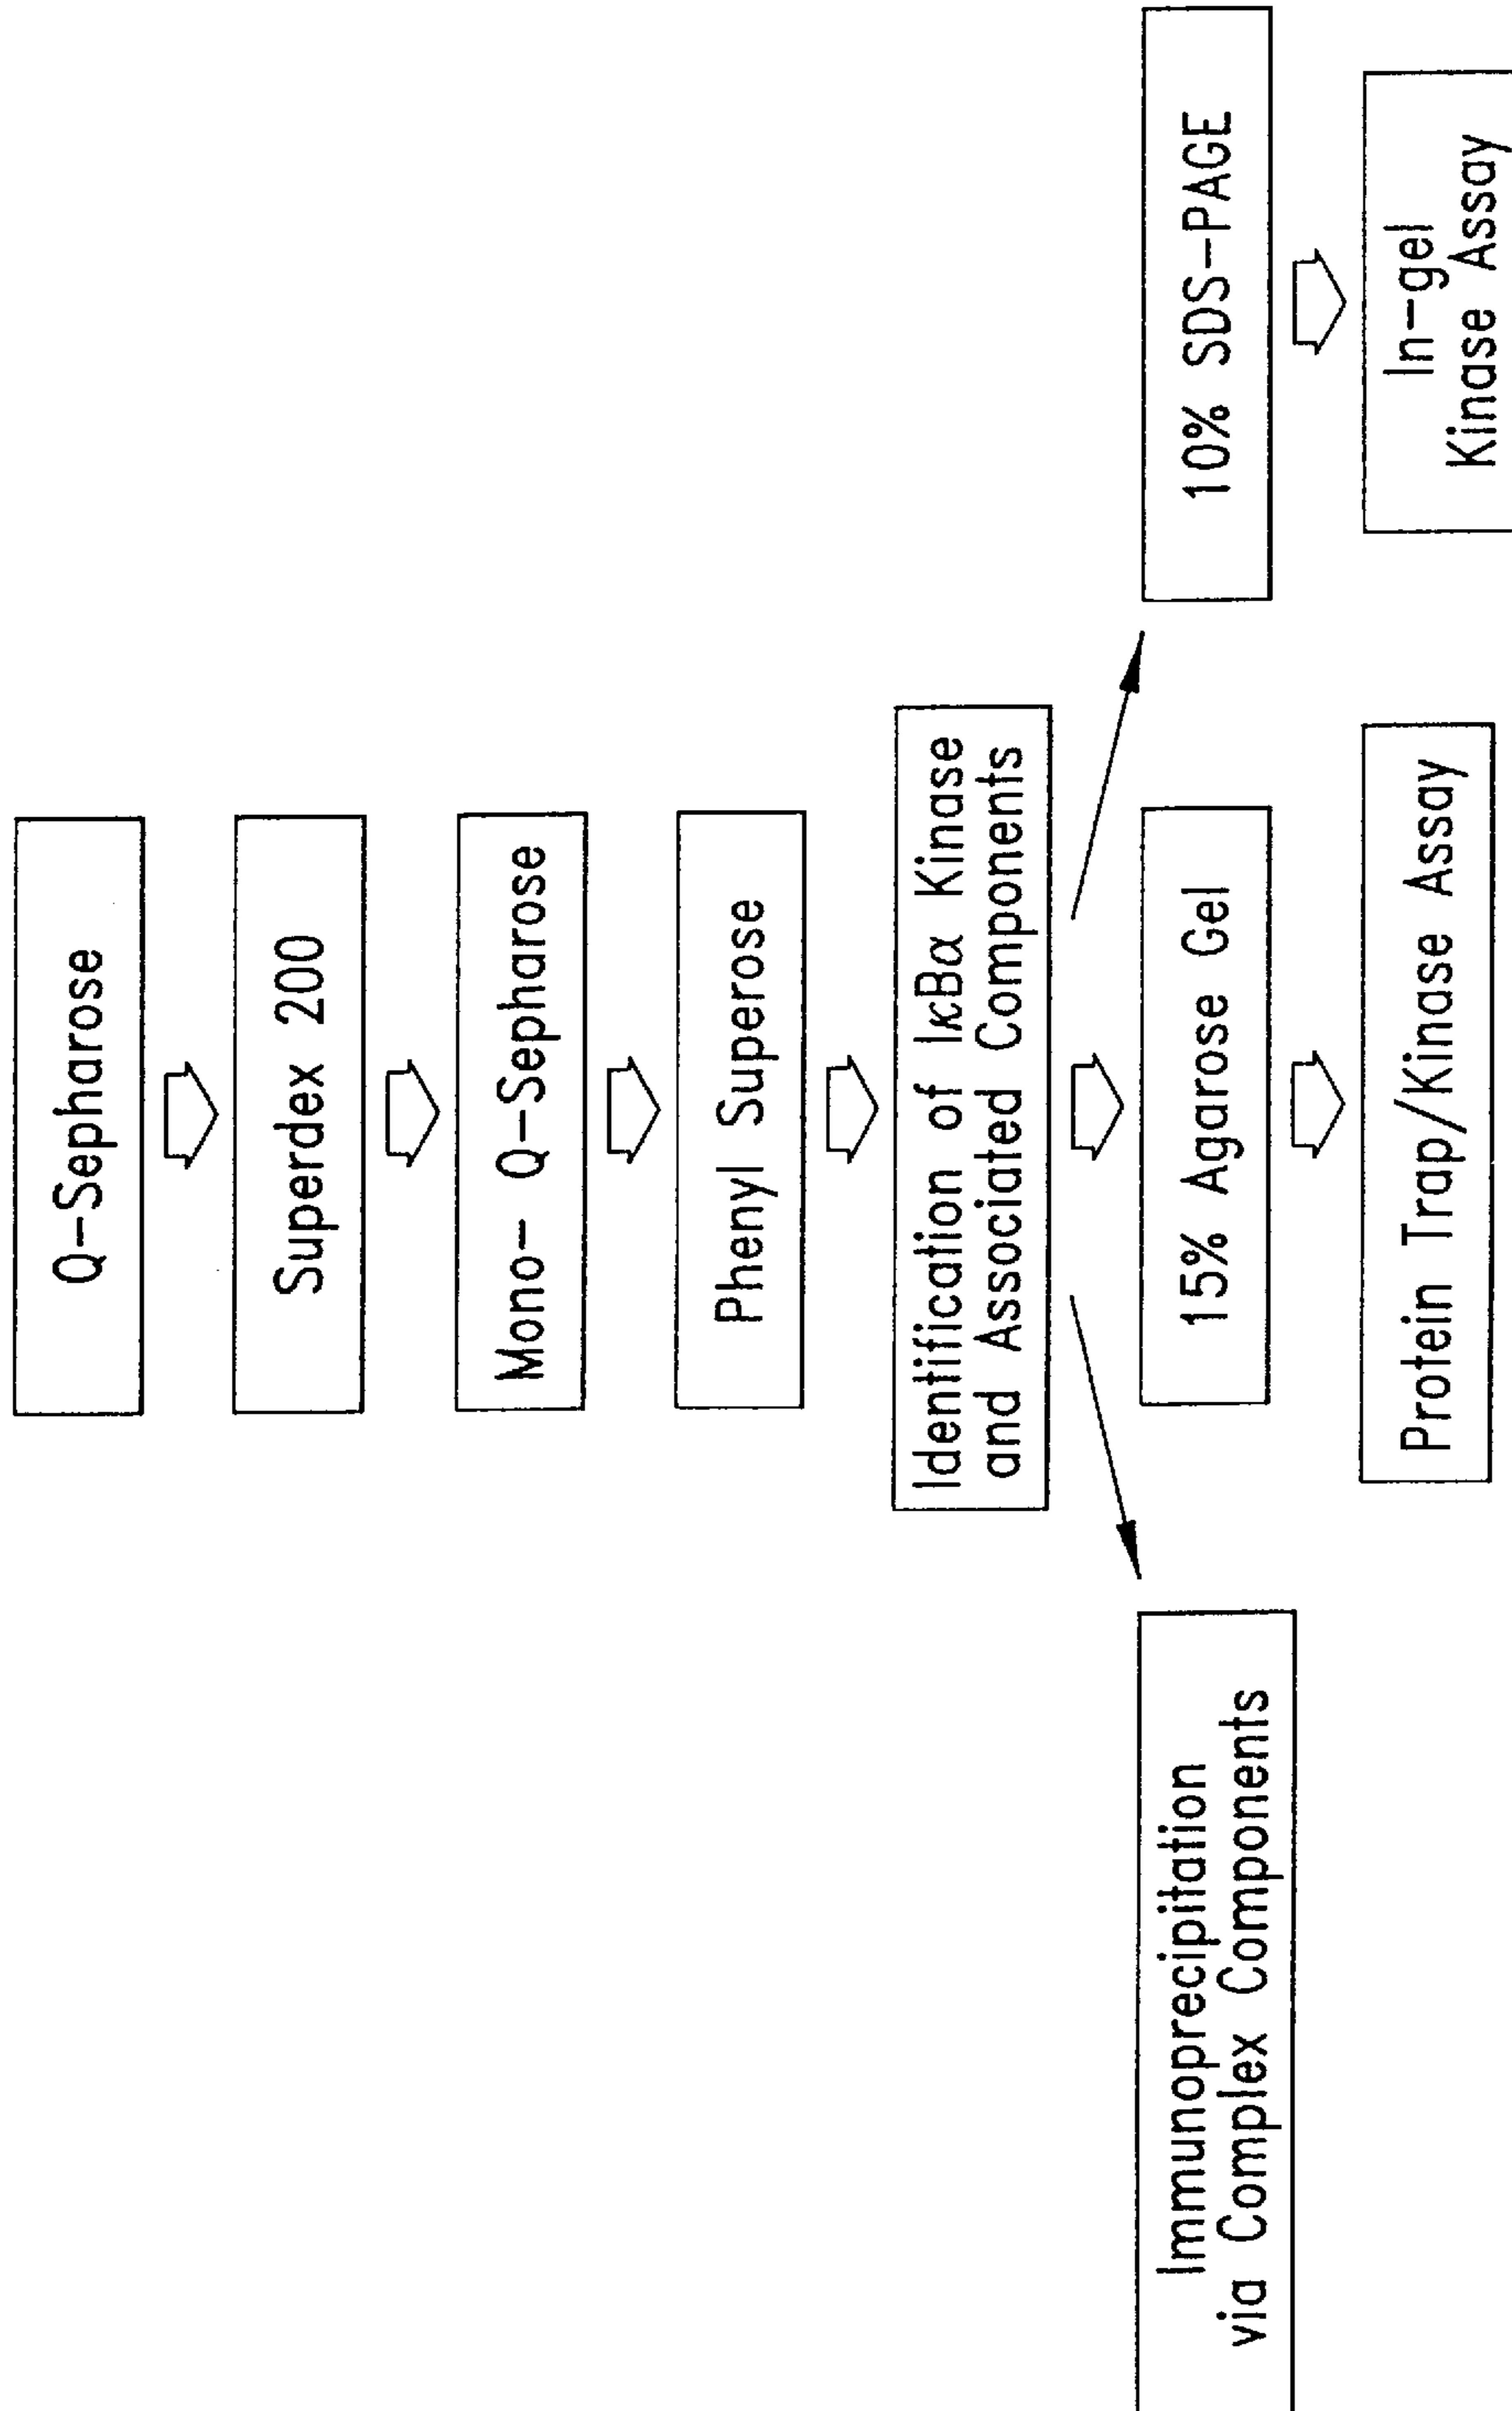 Q-Sepharose
Superdex 200
Mono- Q-Sepharose
Phenyl Superose
Identification of IκBα Kinase
and Associated Components
Immunoprecipitation
via Complex Components
15% Agarose Gel
10% SDS-PAGE
Protein Trap/Kinase Assay
In-gel
Kinase Assay